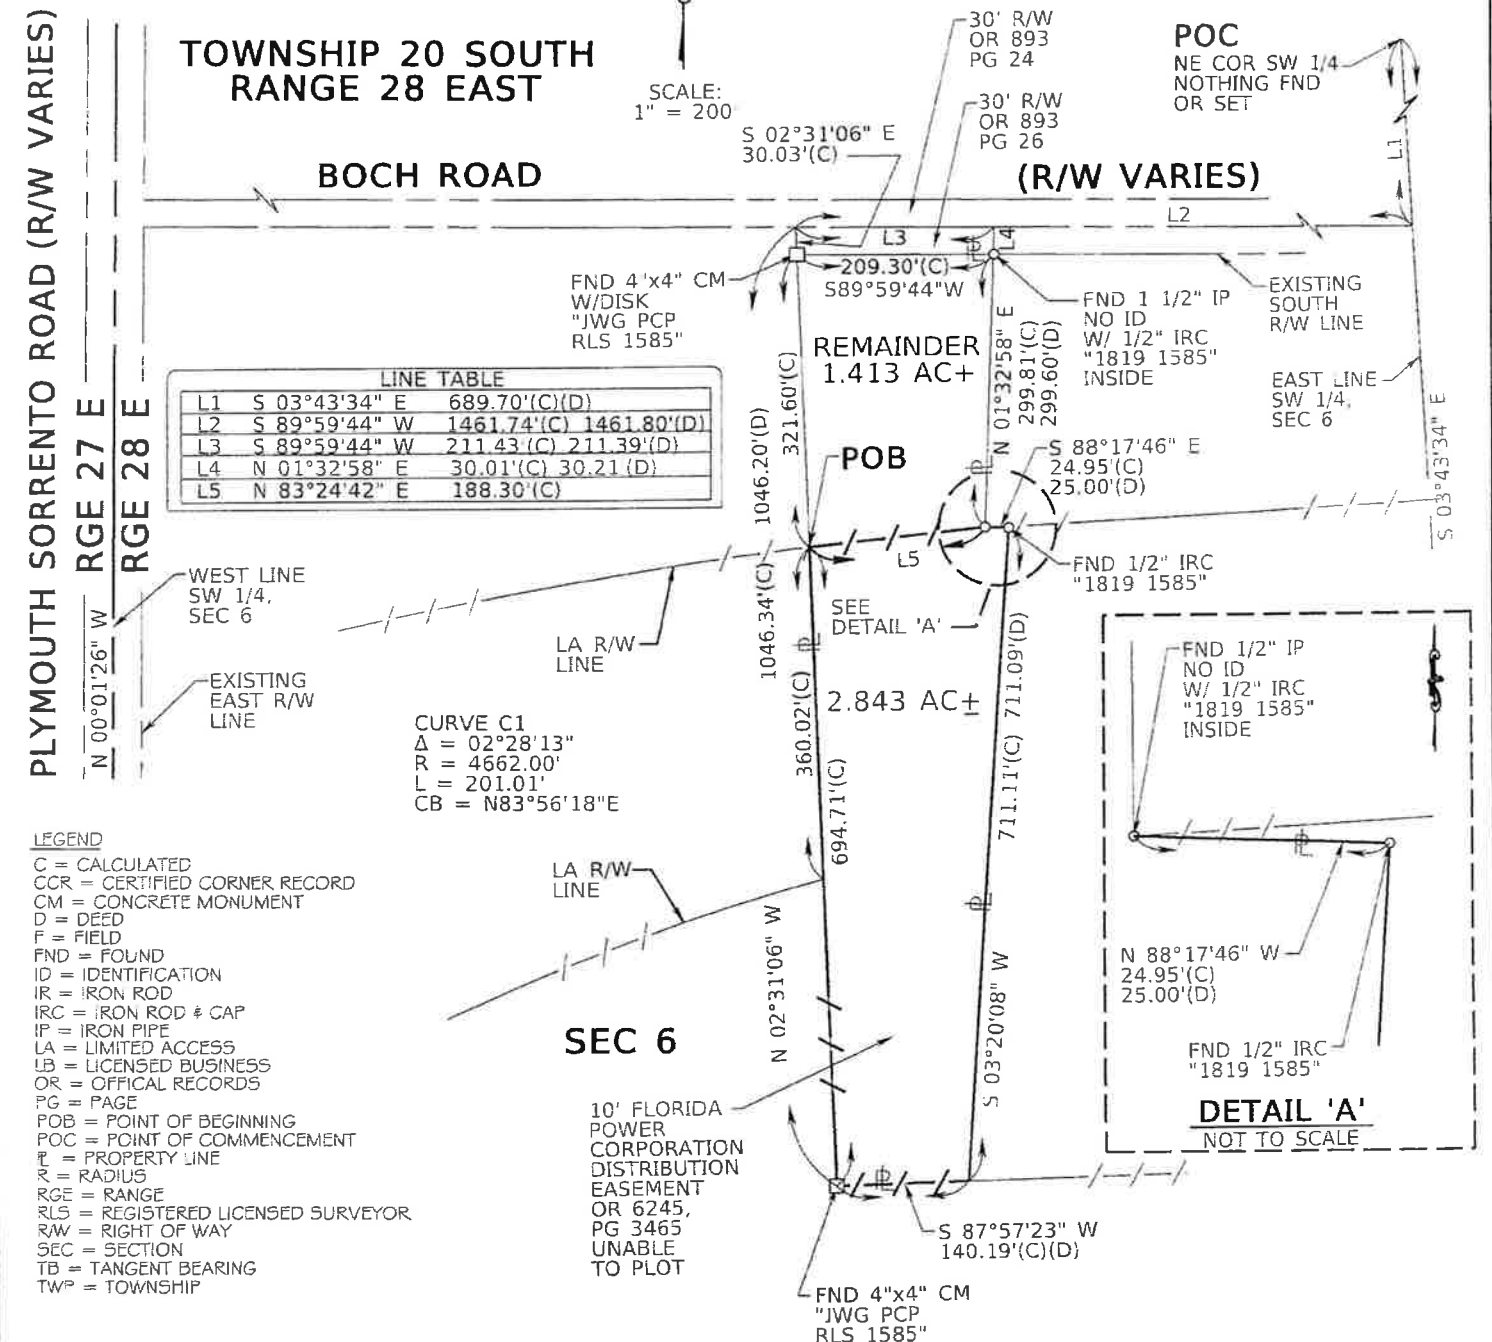 PLYMOUTH SORRENTO ROAD (R/W VARIES)
RGE 27 E
RGE 28 E
N 00°01'26" W
TOWNSHIP 20 SOUTH
RANGE 28 EAST
SCALE:
1" = 200
30' R/W
OR 893
PG 24
30' R/W
OR 893
PG 26
POC
NE COR SW 1/4
NOTHING FND
OR SET
S 02°31'06" E
30.03'(C)
BOCH ROAD
(R/W VARIES)
L1
L2
L3
L4
209.30'(C)
S89°59'44"W
FND 4"x4" CM
W/DISK
"JWG PCP
RLS 1585"
FND 1 1/2" IP
NO ID
W/ 1/2" IRC
"1819 1585"
INSIDE
EXISTING
SOUTH
R/W LINE
EAST LINE
SW 1/4,
SEC 6
S 03°43'34" E
REMAINDER
1.413 AC+
N 01°32'58" E
299.81'(C)
299.60'(D)
321.60'(C)
1046.20'(D)
1046.34'(C)
LINE TABLE
L1 S 03°43'34" E 689.70'(C)(D)
L2 S 89°59'44" W 1461.74'(C) 1461.80'(D)
L3 S 89°59'44" W 211.43'(C) 211.39'(D)
L4 N 01°32'58" E 30.01'(C) 30.21'(D)
L5 N 83°24'42" E 188.30'(C)
POB
S 88°17'46" E
24.95'(C)
25.00'(D)
L5
FND 1/2" IRC
"1819 1585"
WEST LINE
SW 1/4,
SEC 6
SEE
DETAIL 'A'
LA R/W
LINE
EXISTING
EAST R/W
LINE
2.843 AC±
360.02'(C)
694.71'(C)
711.11'(C) 711.09'(D)
CURVE C1
Δ = 02°28'13"
R = 4662.00'
L = 201.01'
CB = N83°56'18"E
FND 1/2" IP
NO ID
W/ 1/2" IRC
"1819 1585"
INSIDE
N 88°17'46" W
24.95'(C)
25.00'(D)
FND 1/2" IRC
"1819 1585"
DETAIL 'A'
NOT TO SCALE
LA R/W
LINE
N 02°31'06" W
S 03°20'08" W
SEC 6
LEGEND
C = CALCULATED
CCR = CERTIFIED CORNER RECORD
CM = CONCRETE MONUMENT
D = DEED
F = FIELD
FND = FOUND
ID = IDENTIFICATION
IR = IRON ROD
IRC = IRON ROD & CAP
IP = IRON PIPE
LA = LIMITED ACCESS
LB = LICENSED BUSINESS
OR = OFFICAL RECORDS
PG = PAGE
POB = POINT OF BEGINNING
POC = POINT OF COMMENCEMENT
PL = PROPERTY LINE
R = RADIUS
RGE = RANGE
RLS = REGISTERED LICENSED SURVEYOR
R/W = RIGHT OF WAY
SEC = SECTION
TB = TANGENT BEARING
TWP = TOWNSHIP
10' FLORIDA
POWER
CORPORATION
DISTRIBUTION
EASEMENT
OR 6245,
PG 3465
UNABLE
TO PLOT
S 87°57'23" W
140.19'(C)(D)
FND 4"x4" CM
"JWG PCP
RLS 1585"